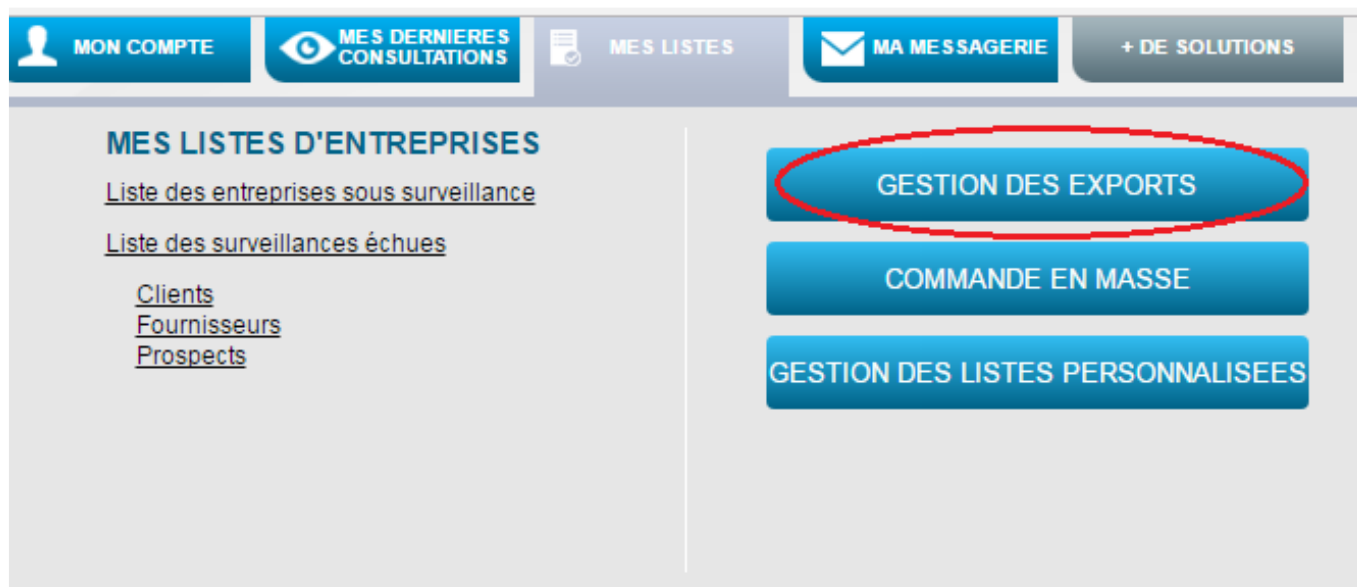 MON COMPTE
MES DERNIERES
CONSULTATIONS
MES LISTES
MA MESSAGERIE
+ DE SOLUTIONS
MES LISTES D'ENTREPRISES
Liste des entreprises sous surveillance
Liste des surveillances échues
Clients
Fournisseurs
Prospects
GESTION DES EXPORTS
COMMANDE EN MASSE
GESTION DES LISTES PERSONNALISEES